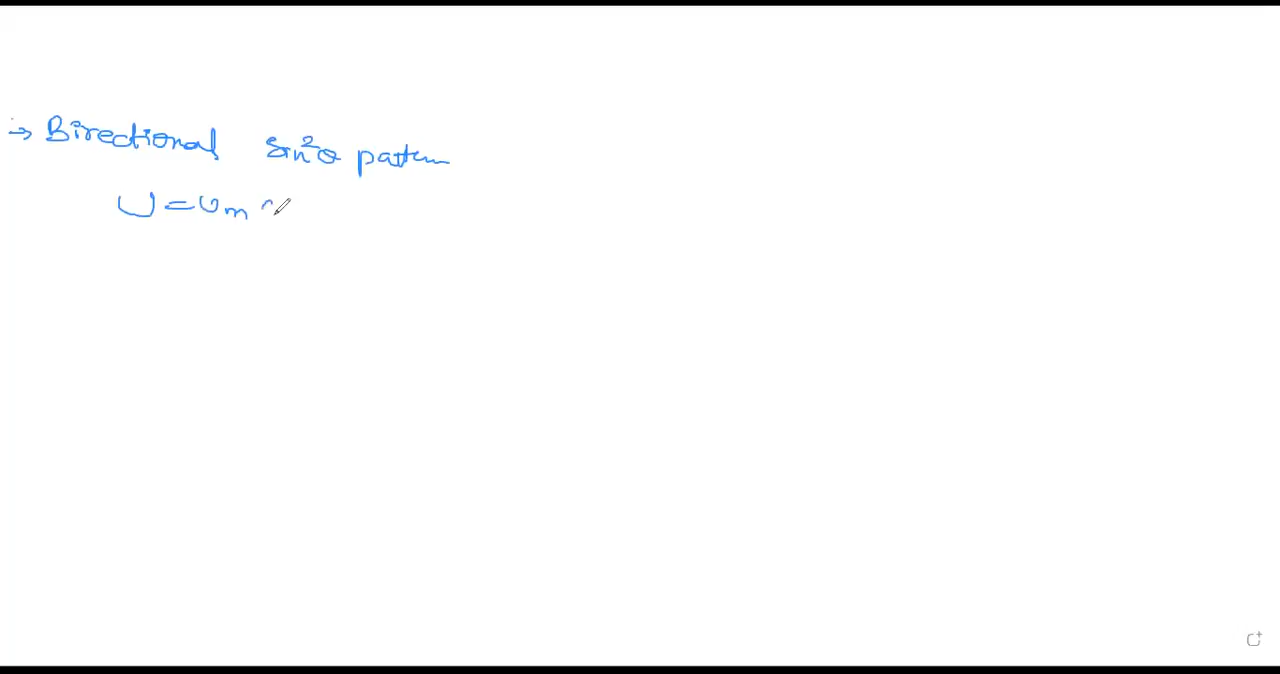 → Birectional sin²θ pattern
U = Um